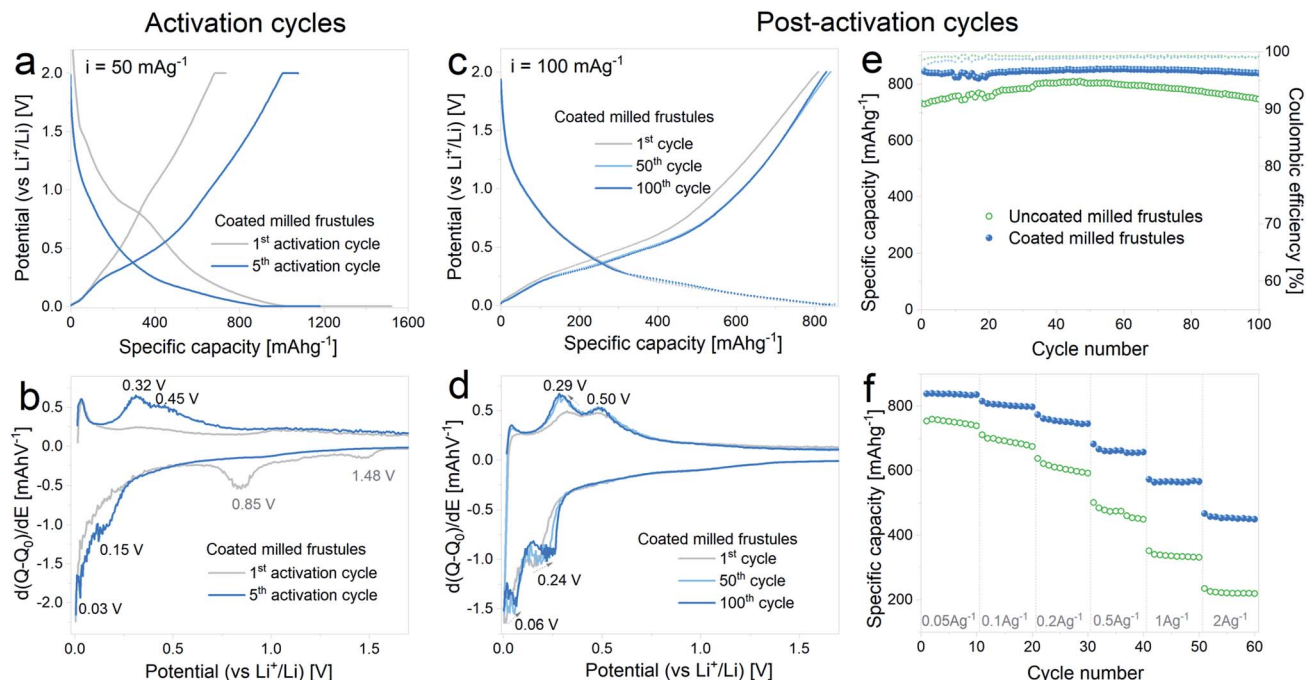 Activation cycles
Post-activation cycles
a
i = 50 mAg⁻¹
Potential (vs Li⁺/Li) [V]
2.0
1.5
1.0
0.5
0.0
Coated milled frustules
1ˢᵗ activation cycle
5ᵗʰ activation cycle
0 400 800 1200 1600
Specific capacity [mAhg⁻¹]
c
i = 100 mAg⁻¹
Potential (vs Li⁺/Li) [V]
2.0
1.5
1.0
0.5
0.0
Coated milled frustules
1ˢᵗ cycle
50ᵗʰ cycle
100ᵗʰ cycle
0 200 400 600 800
Specific capacity [mAhg⁻¹]
e
Specific capacity [mAhg⁻¹]
800
600
400
200
0
Uncoated milled frustules
Coated milled frustules
100
90
80
70
60
Coulombic efficiency [%]
0 20 40 60 80 100
Cycle number
b
d(Q-Q₀)/dE [mAhV⁻¹]
0.5
0.0
-0.5
-1.0
-1.5
-2.0
0.32 V
0.45 V
1.48 V
0.85 V
0.15 V
0.03 V
Coated milled frustules
1ˢᵗ activation cycle
5ᵗʰ activation cycle
0.0 0.5 1.0 1.5
Potential (vs Li⁺/Li) [V]
d
d(Q-Q₀)/dE [mAhV⁻¹]
0.5
0.0
-0.5
-1.0
-1.5
0.29 V
0.50 V
0.24 V
0.06 V
Coated milled frustules
1ˢᵗ cycle
50ᵗʰ cycle
100ᵗʰ cycle
0.0 0.5 1.0 1.5
Potential (vs Li⁺/Li) [V]
f
Specific capacity [mAhg⁻¹]
800
600
400
200
0.05Ag⁻¹ 0.1Ag⁻¹ 0.2Ag⁻¹ 0.5Ag⁻¹ 1Ag⁻¹ 2Ag⁻¹
0 10 20 30 40 50 60
Cycle number